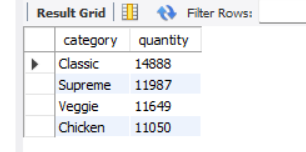 Result Grid Filter Rows:
category quantity
Classic 14888
Supreme 11987
Veggie 11649
Chicken 11050